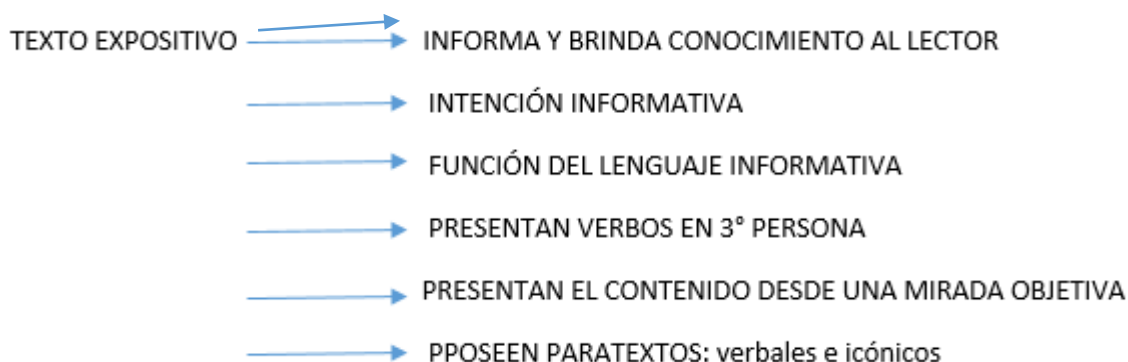 TEXTO EXPOSITIVO INFORMA Y BRINDA CONOCIMIENTO AL LECTOR
INTENCIÓN INFORMATIVA
FUNCIÓN DEL LENGUAJE INFORMATIVA
PRESENTAN VERBOS EN 3° PERSONA
PRESENTAN EL CONTENIDO DESDE UNA MIRADA OBJETIVA
PPOSEEN PARATEXTOS: verbales e icónicos